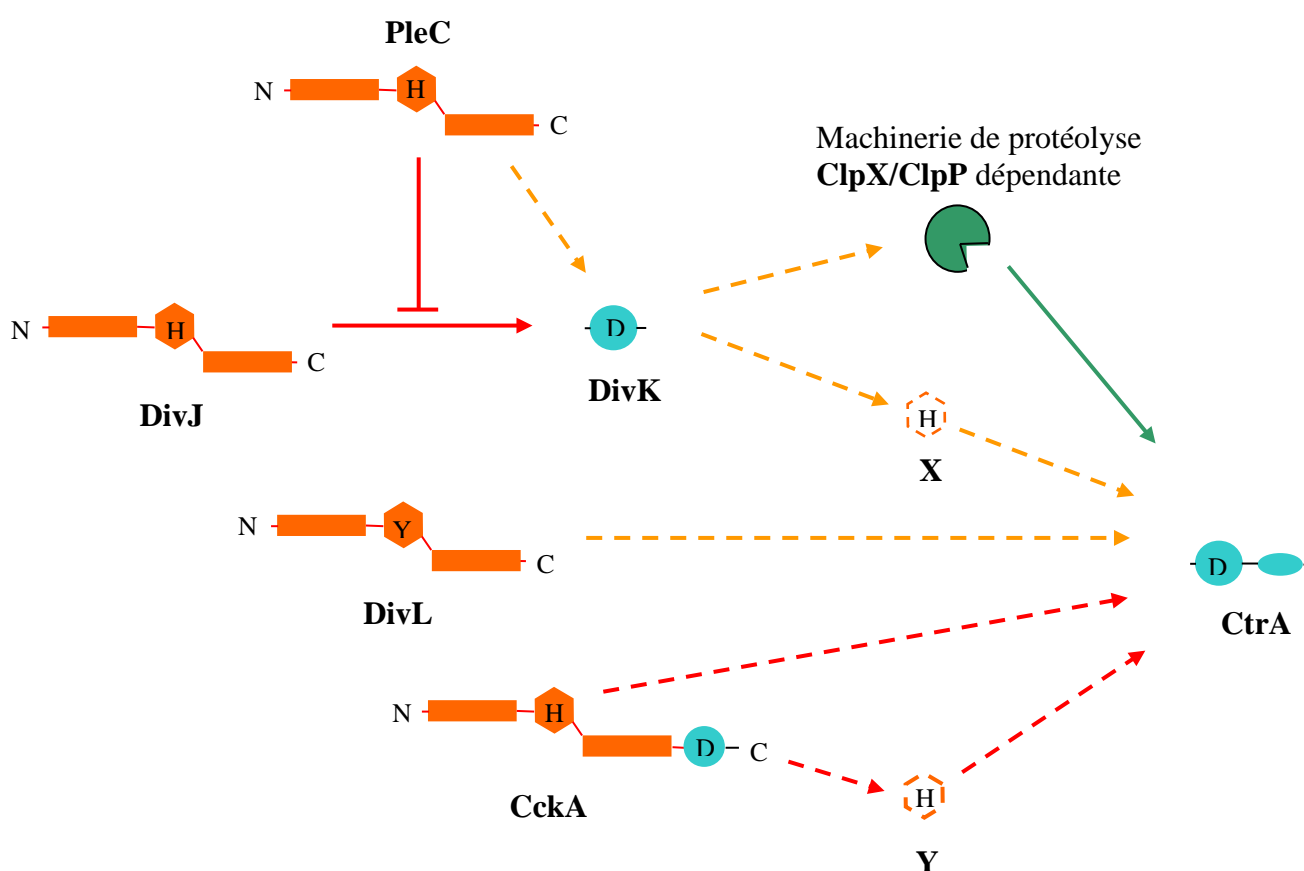 PleC
N H C
Machinerie de protéolyse
ClpX/ClpP dépendante
N H C
D
DivJ
DivK
H
X
N Y C
DivL
D
CtrA
N H D C
CckA
H
Y